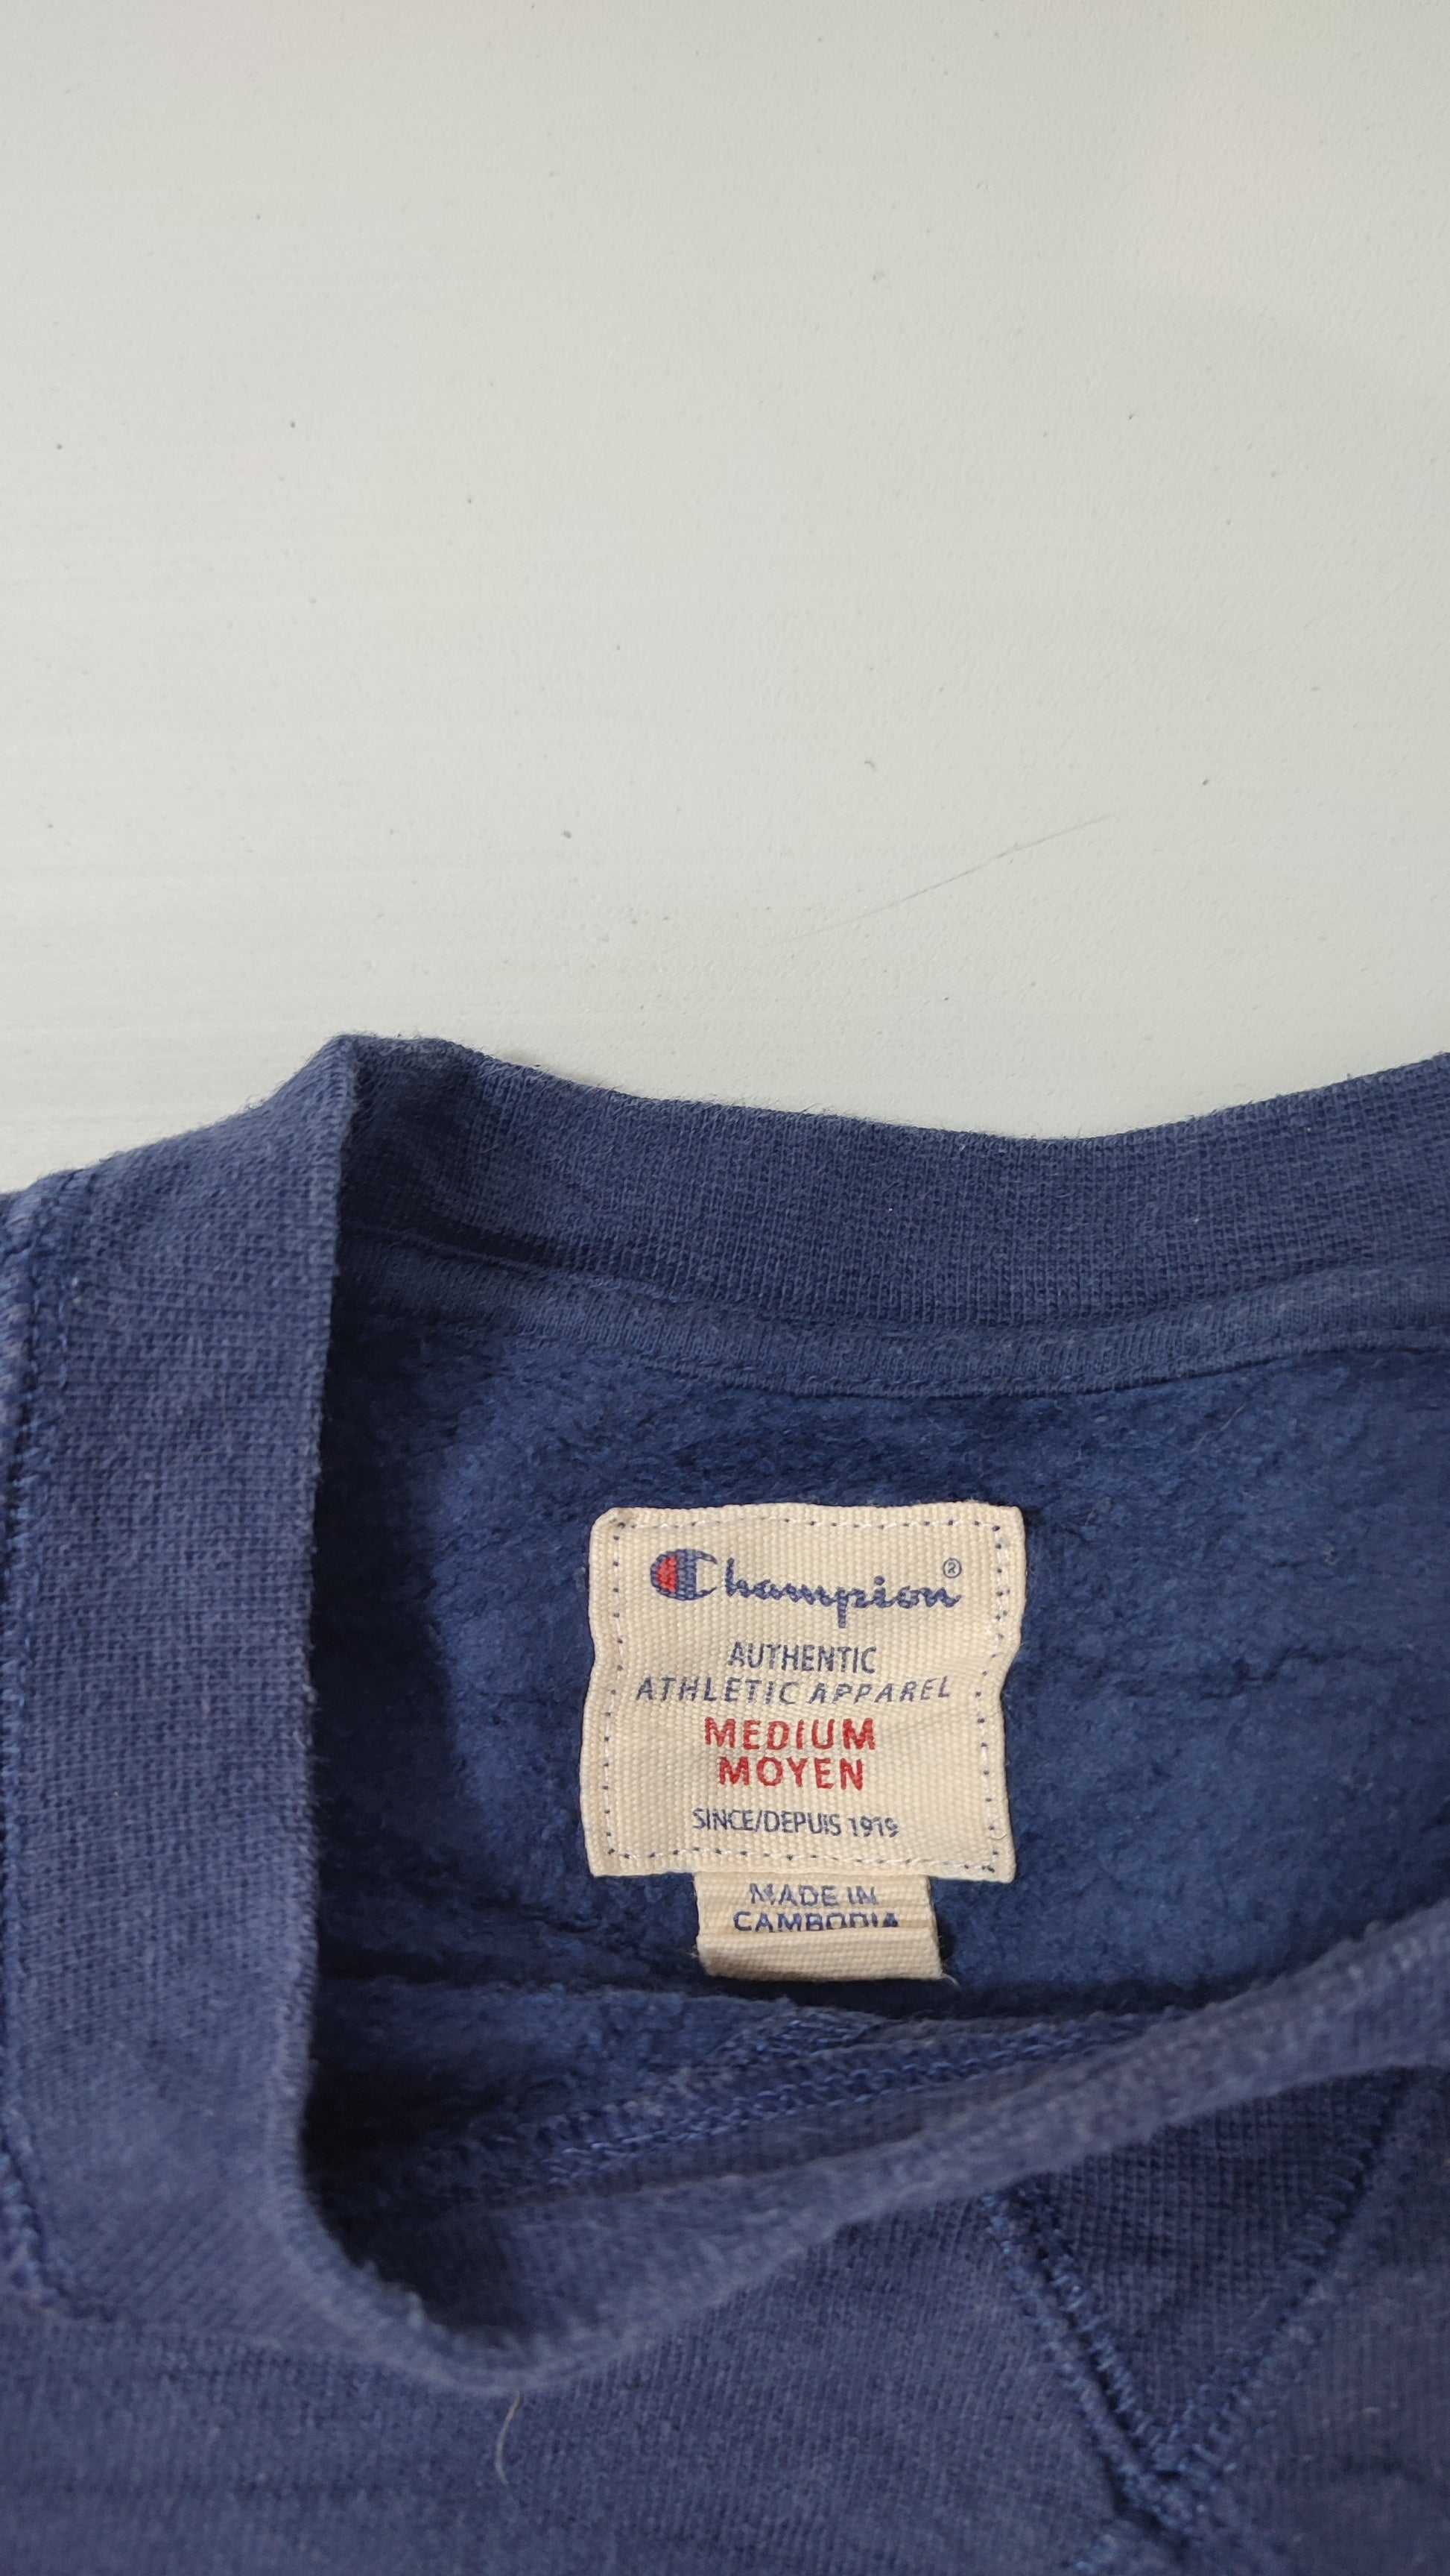 Champion®
AUTHENTIC
ATHLETIC APPAREL
MEDIUM
MOYEN
SINCE/DEPUIS 1919
MADE IN
CAMBODIA